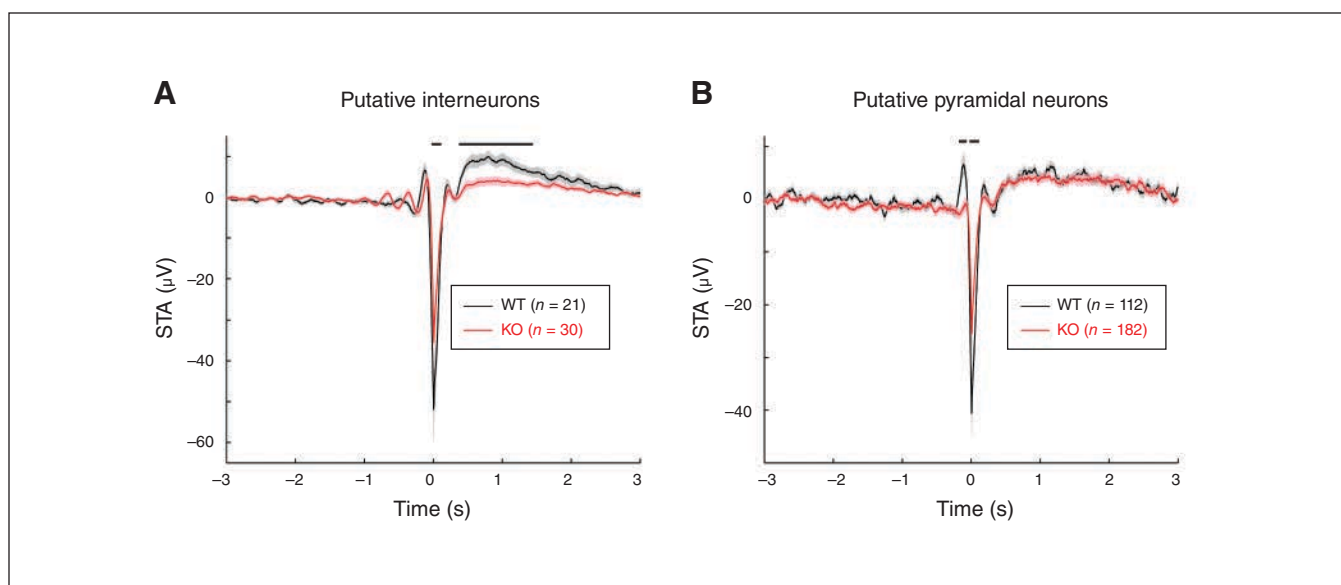 A
Putative interneurons
0
−20
−40
−60
STA (μV)
WT (n = 21)
KO (n = 30)
−3
−2
−1
0
1
2
3
Time (s)
B
Putative pyramidal neurons
0
−20
−40
STA (μV)
WT (n = 112)
KO (n = 182)
−3
−2
−1
0
1
2
3
Time (s)